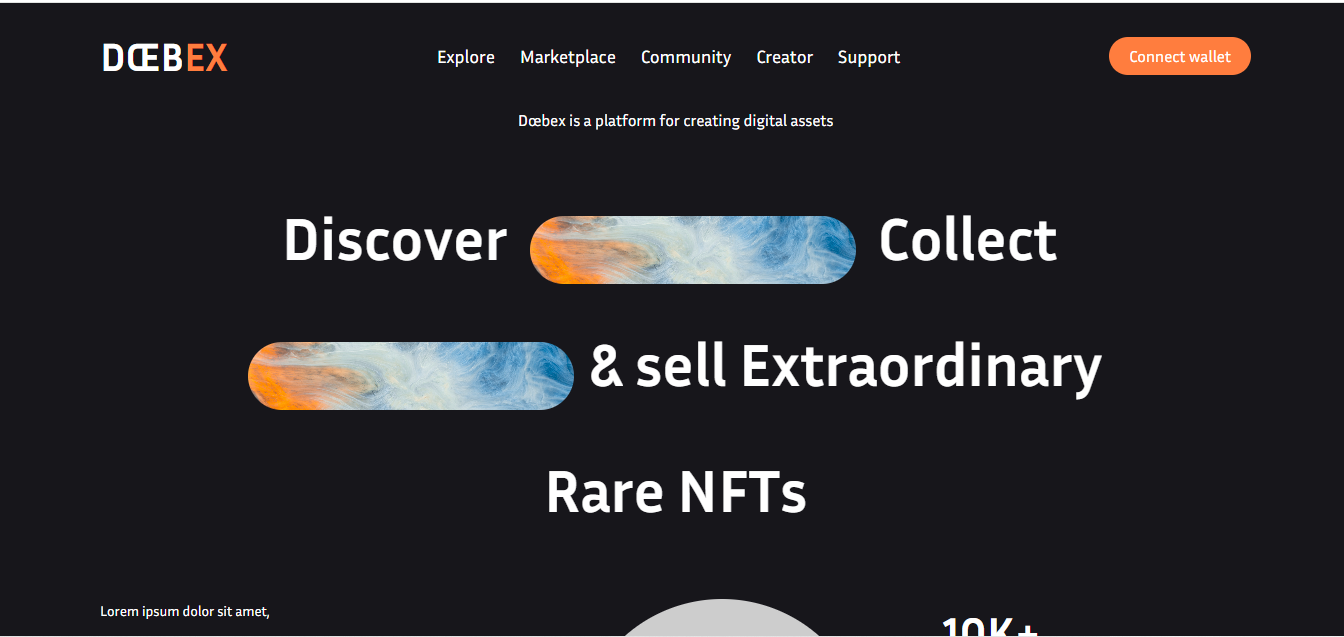 DŒBEX
Explore Marketplace Community Creator Support
Connect wallet
Dœbex is a platform for creating digital assets
Discover Collect
& sell Extraordinary
Rare NFTs
Lorem ipsum dolor sit amet,
10K+